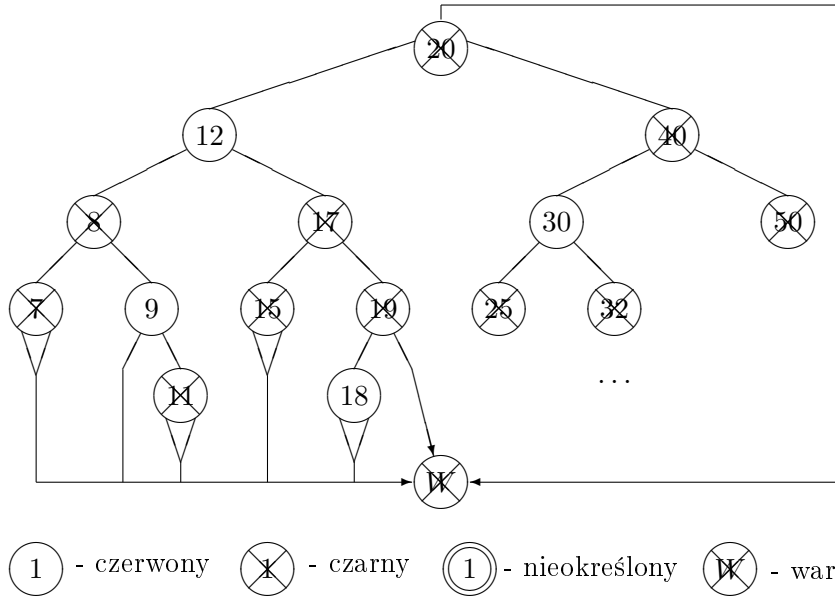 20
12 40
8 17 30 50
7 9 15 19 25 32
11 18 ...
W
1 - czerwony 1 - czarny 1 - nieokreślony W - war